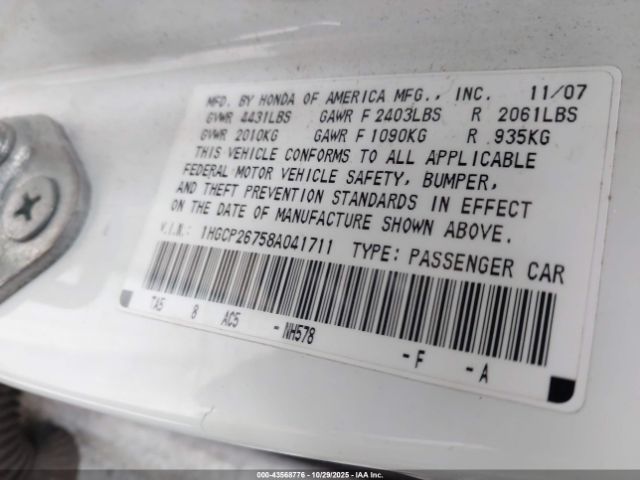 MFD. BY HONDA OF AMERICA MFG., INC. 11/07
GVWR 4431LBS GAWR F 2403LBS R 2061LBS
GVWR 2010KG GAWR F 1090KG R 935KG
THIS VEHICLE CONFORMS TO ALL APPLICABLE
FEDERAL MOTOR VEHICLE SAFETY, BUMPER,
AND THEFT PREVENTION STANDARDS IN EFFECT
ON THE DATE OF MANUFACTURE SHOWN ABOVE.
V.I.N.: 1HGCP26758A041711 TYPE: PASSENGER CAR
TA5 8 AC5 -NH578 -F -A
000-43568776 • 10/29/2025 • iaai.com